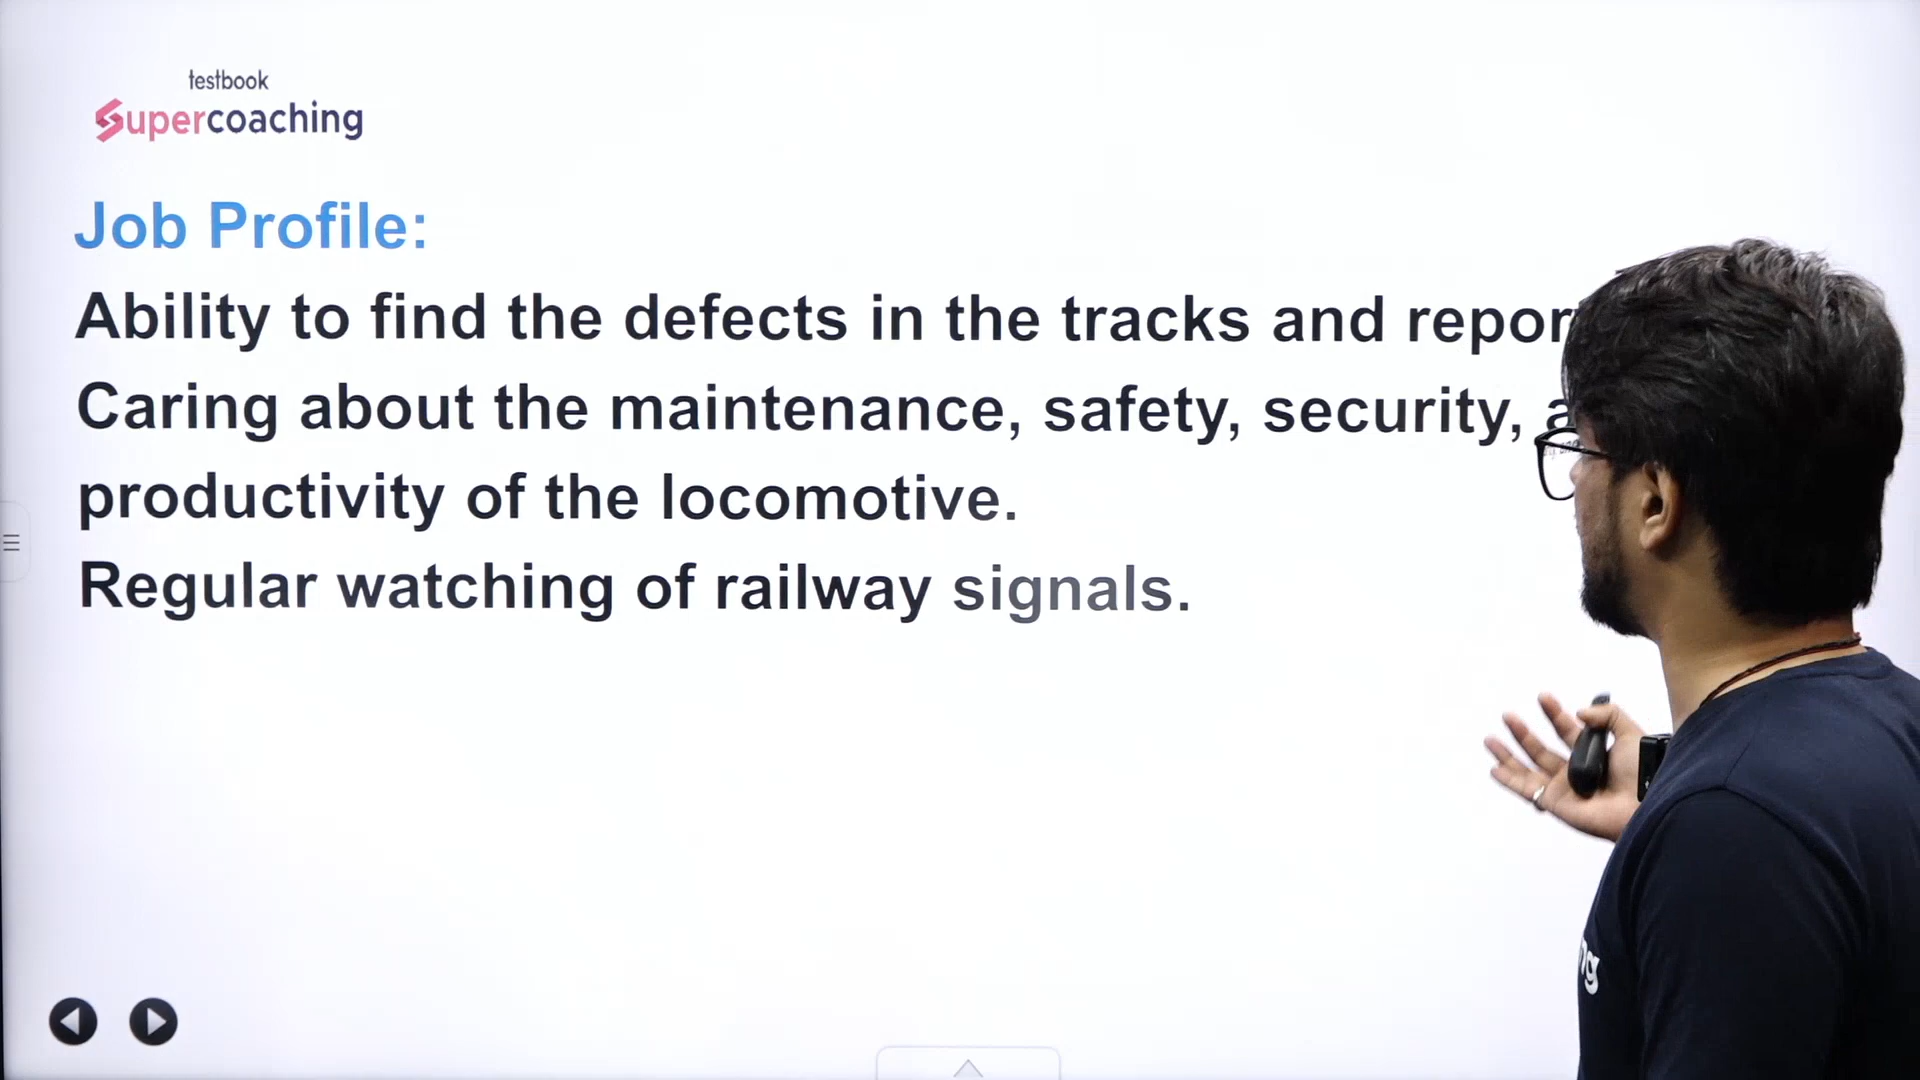 testbook
Supercoaching
Job Profile:
Ability to find the defects in the tracks and
Caring about the maintenance, safety, security,
productivity of the locomotive.
Regular watching of railway signals.